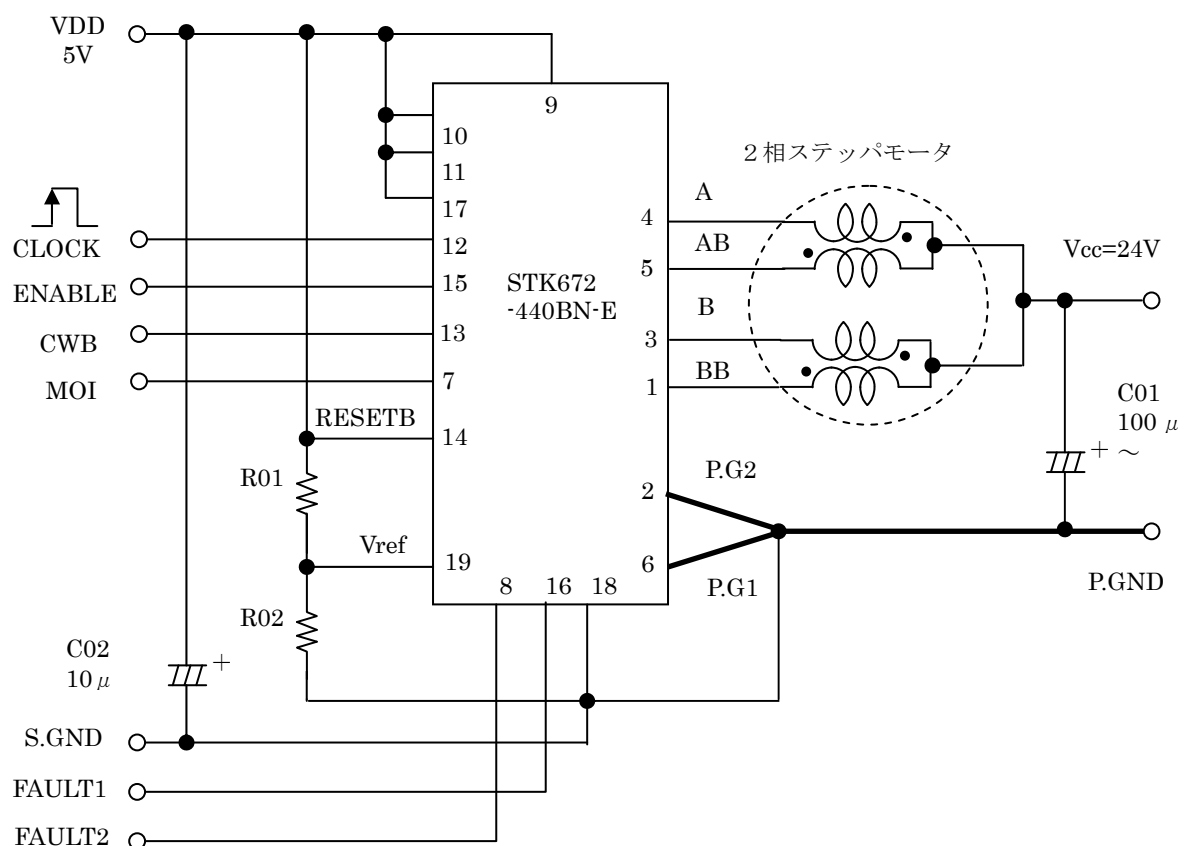 VDD
5V
9
10
11
17
CLOCK
12
ENABLE
15
CWB
13
MOI
7
RESETB
14
R01
Vref
19
R02
STK672
-440BN-E
2相ステッパモータ
A
4
AB
5
B
3
BB
1
Vcc=24V
C01
100μ
+ ~
P.G2
2
6
P.G1
P.GND
8
16
18
C02
10μ
+
S.GND
FAULT1
FAULT2